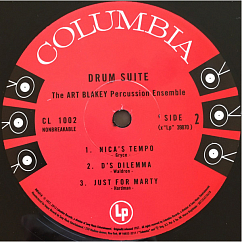 COLUMBIA
DRUM SUITE
The ART BLAKEY Percussion Ensemble
CL 1002
NONBREAKABLE
SIDE 2
1. NICA'S TEMPO
- Gryce -
2. D'S DILEMMA
- Waldron -
3. JUST FOR MARTY
- Hardman -
Lp